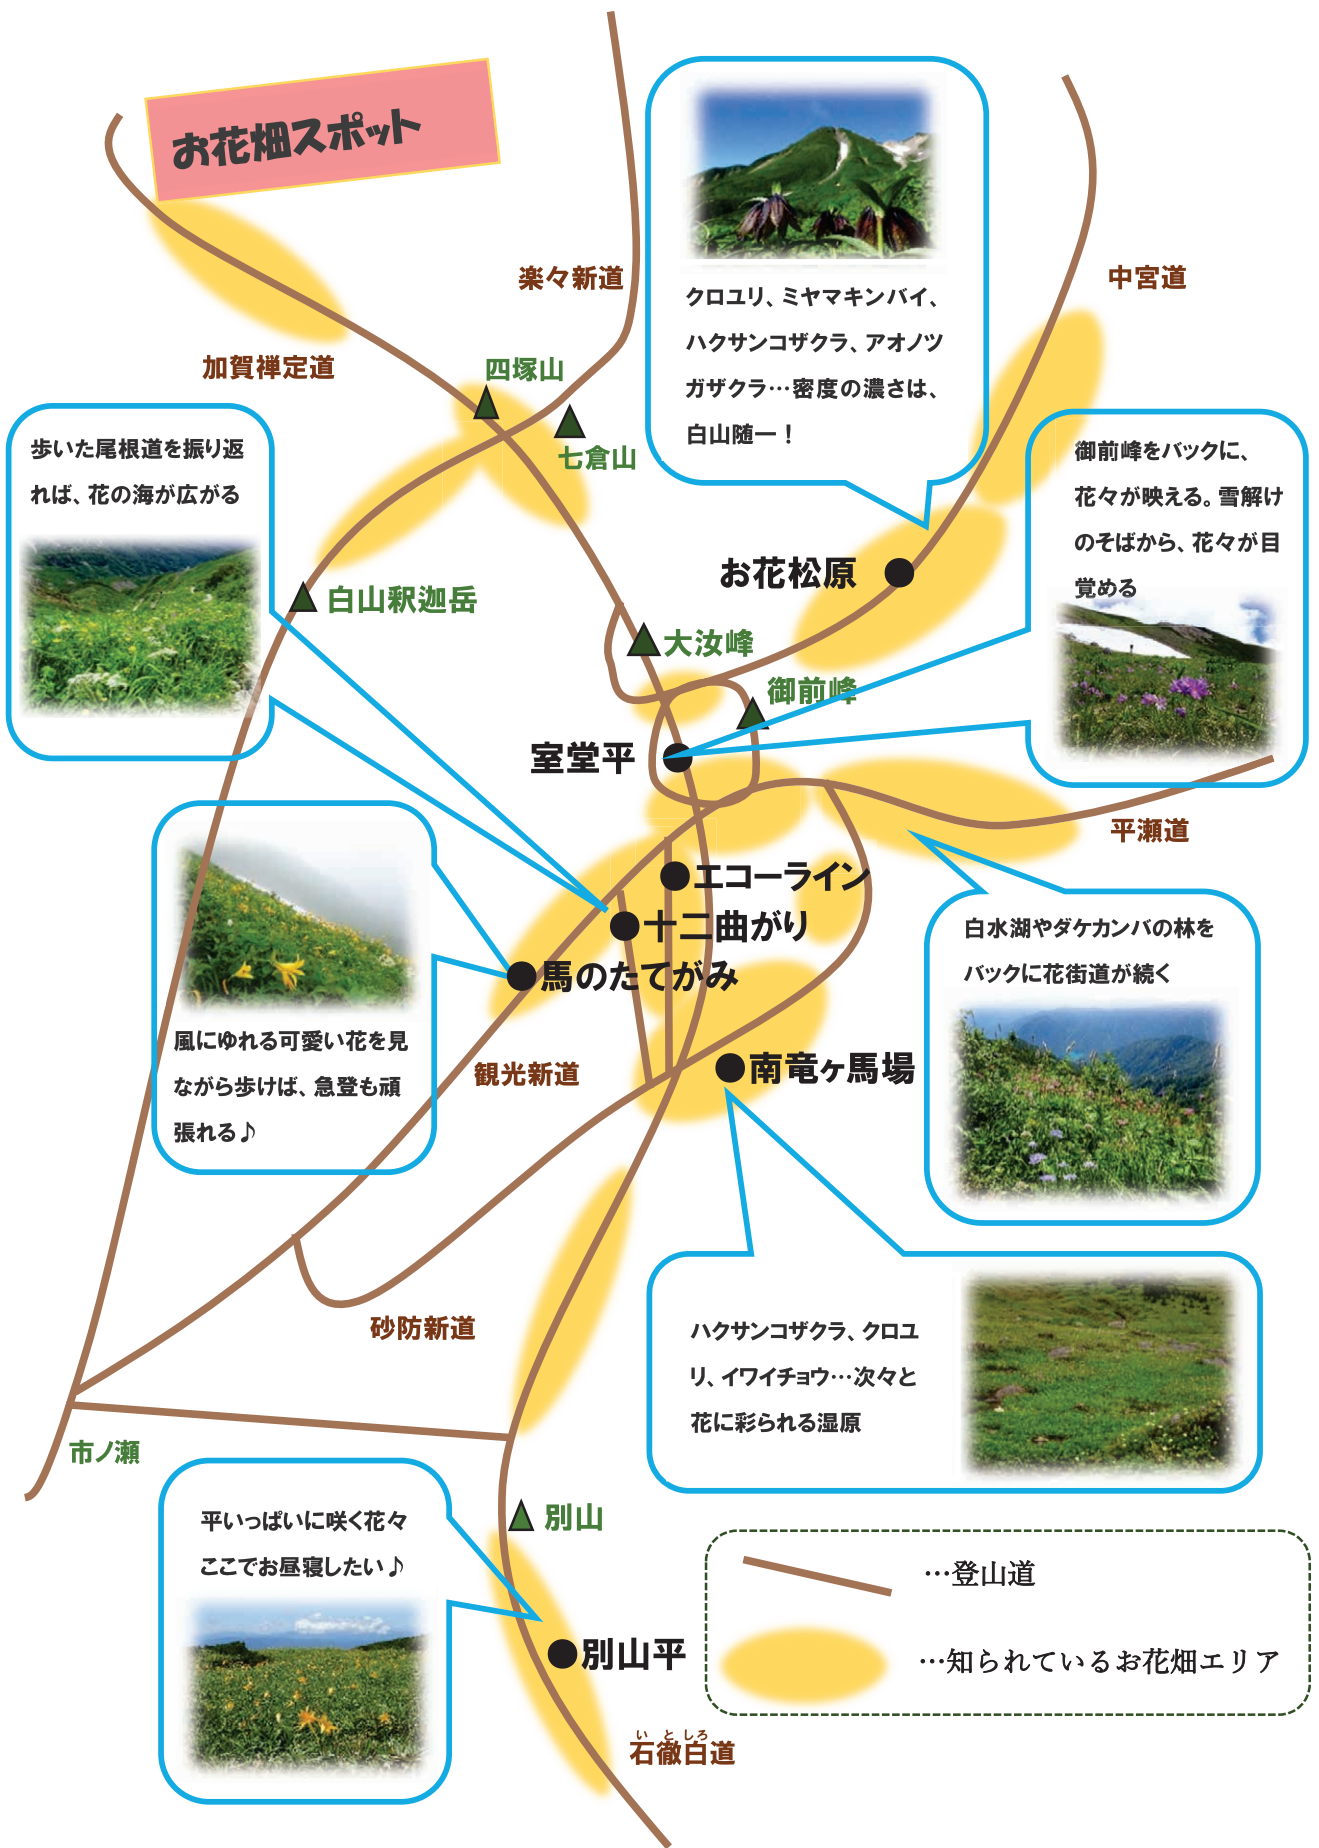 お花畑スポット
楽々新道
中宮道
加賀禅定道
四塚山
七倉山
クロユリ、ミヤマキンバイ、
ハクサンコザクラ、アオノツ
ガザクラ…密度の濃さは、
白山随一！
歩いた尾根道を振り返
れば、花の海が広がる
御前峰をバックに、
花々が映える。雪解け
のそばから、花々が目
覚める
お花松原
白山釈迦岳
大汝峰
御前峰
室堂平
平瀬道
エコーライン
十二曲がり
馬のたてがみ
風にゆれる可愛い花を見
ながら歩けば、急登も頑
張れる♪
白水湖やダケカンバの林を
バックに花街道が続く
観光新道
南竜ヶ馬場
砂防新道
ハクサンコザクラ、クロユ
リ、イワイチョウ…次々と
花に彩られる湿原
市ノ瀬
別山
平いっぱいに咲く花々
ここでお昼寝したい♪
別山平
いとしろ
石徹白道
…登山道
…知られているお花畑エリア